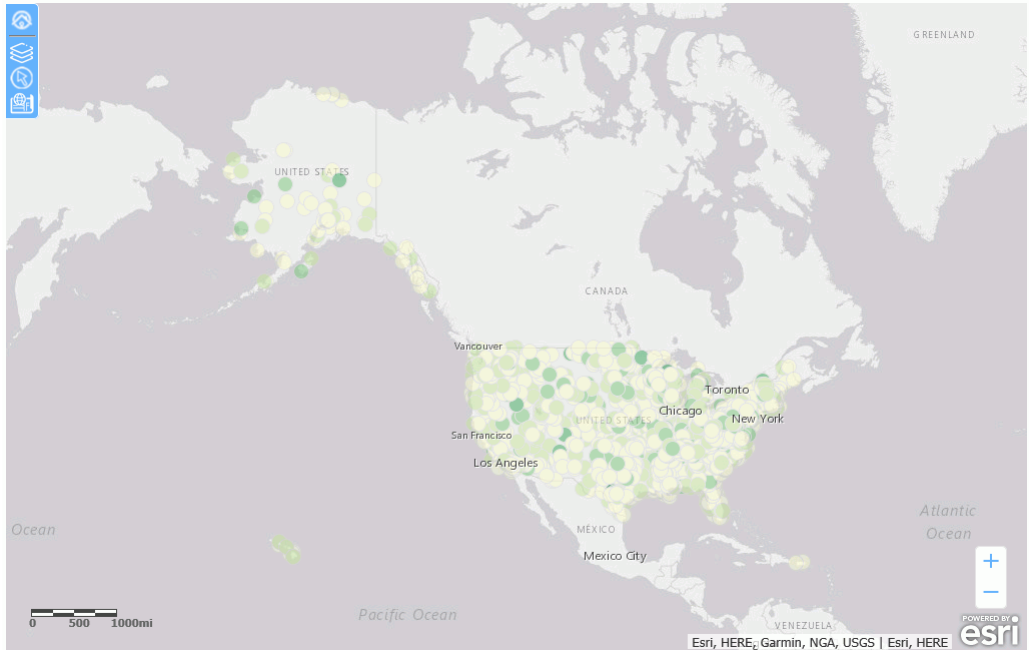 GREENLAND
UNITED STATES
CANADA
Vancouver
Toronto
Chicago
UNITED STATES
New York
San Francisco
Los Angeles
Ocean
Atlantic
Ocean
MÉXICO
Mexico City
Pacific Ocean
VENEZUELA
0 500 1000mi
POWERED BY
esri
Esri, HERE, Garmin, NGA, USGS | Esri, HERE